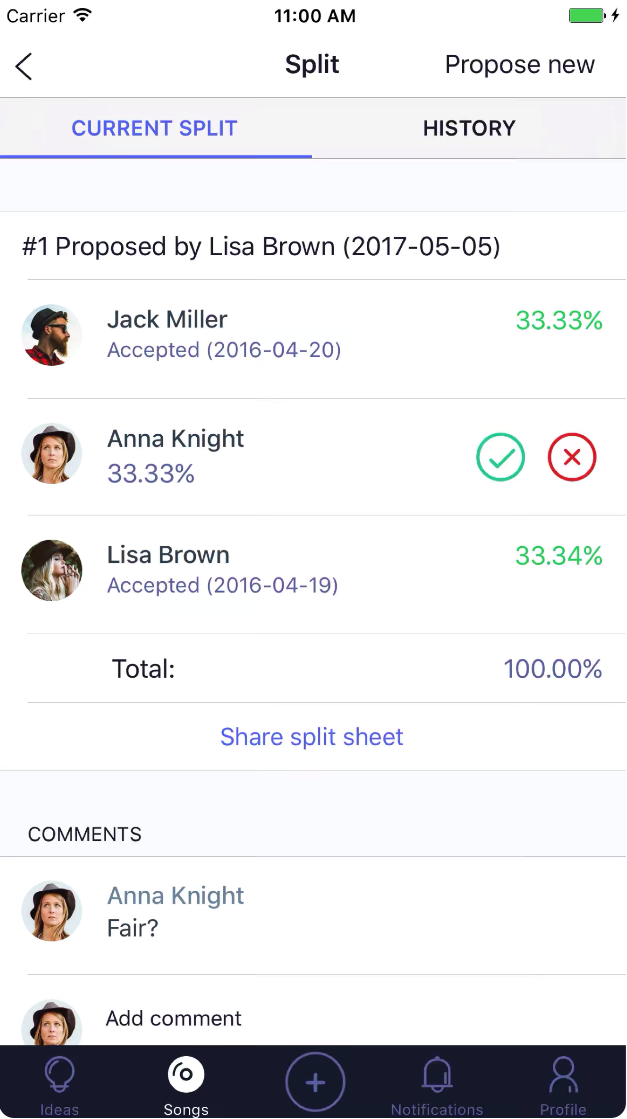 Carrier 11:00 AM
Split Propose new
CURRENT SPLIT HISTORY
#1 Proposed by Lisa Brown (2017-05-05)
Jack Miller 33.33%
Accepted (2016-04-20)
Anna Knight
33.33%
Lisa Brown 33.34%
Accepted (2016-04-19)
Total: 100.00%
Share split sheet
COMMENTS
Anna Knight
Fair?
Add comment
Ideas Songs Notifications Profile